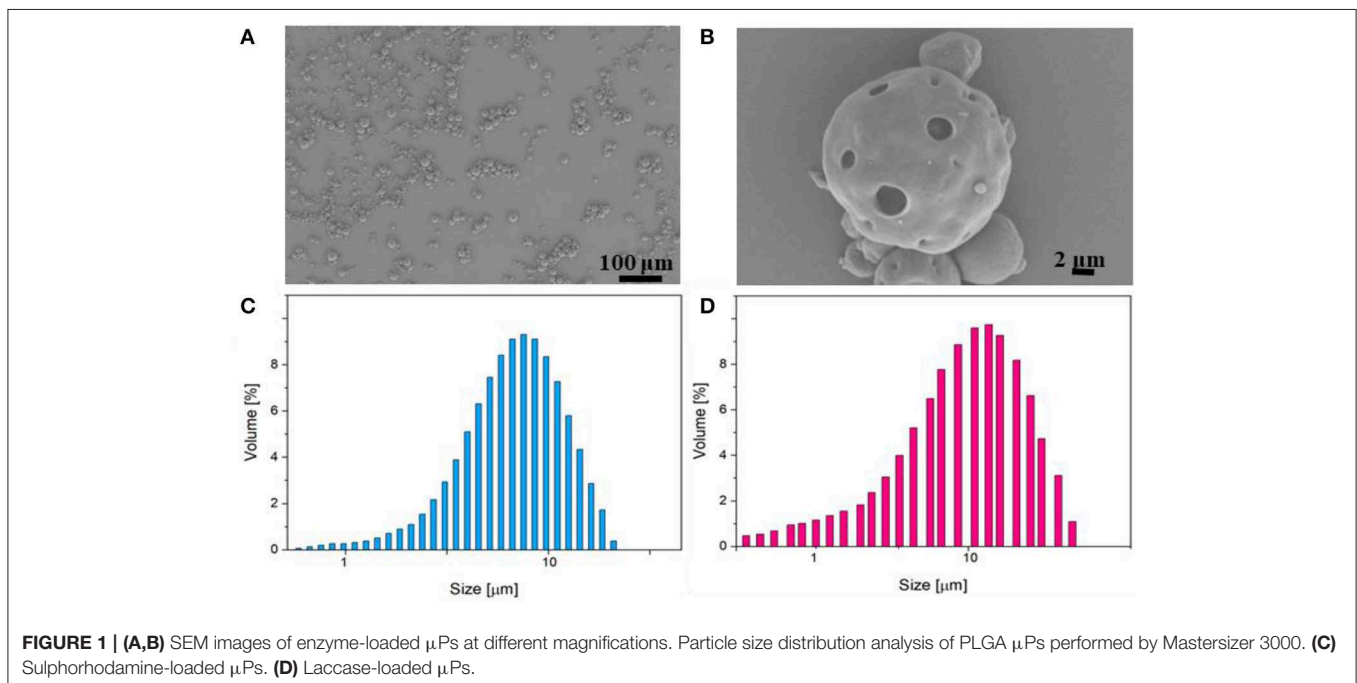 A
B
100 μm
2 μm
C
D
8
6
4
2
0
Volume [%]
1
10
Size [μm]
8
6
4
2
0
Volume [%]
1
10
Size [μm]
FIGURE 1 | (A,B) SEM images of enzyme-loaded μPs at different magnifications. Particle size distribution analysis of PLGA μPs performed by Mastersizer 3000. (C)
Sulphorhodamine-loaded μPs. (D) Laccase-loaded μPs.